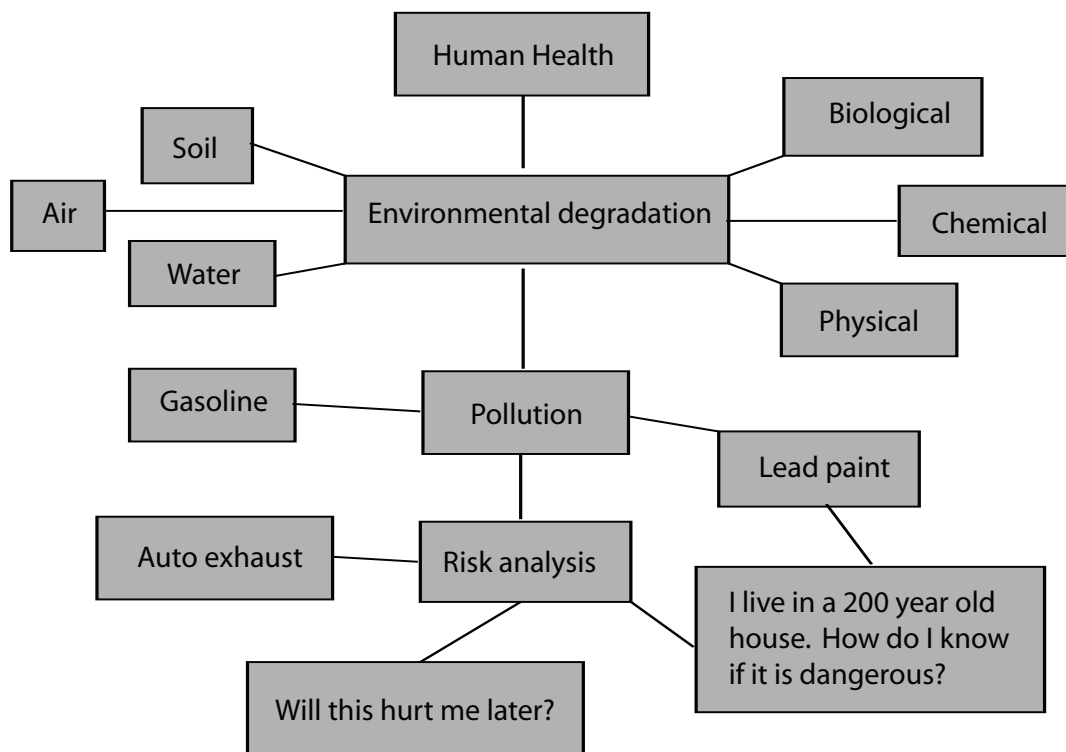 Human Health
Biological
Soil
Air
Environmental degradation
Chemical
Water
Physical
Gasoline
Pollution
Lead paint
Auto exhaust
Risk analysis
I live in a 200 year old
house. How do I know
if it is dangerous?
Will this hurt me later?